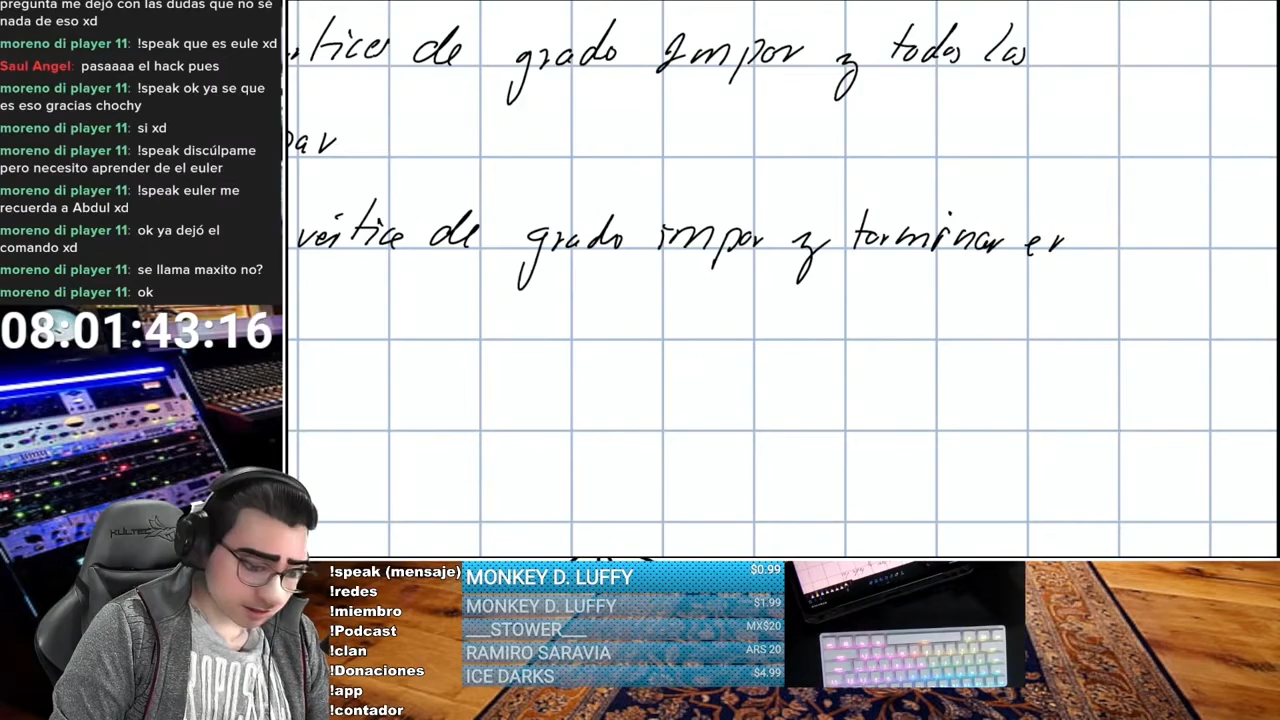 pregunta me dejó con las dudas que no sé
nada de eso xd
moreno di player 11: !speak que es eule xd
Saul Angel: pasaaaa el hack pues
moreno di player 11: !speak ok ya se que
es eso gracias chochy
moreno di player 11: si xd
moreno di player 11: !speak discúlpame
pero necesito aprender de el euler
moreno di player 11: !speak euler me
recuerda a Abdul xd
moreno di player 11: ok ya dejó el
comando xd
moreno di player 11: se llama maxito no?
moreno di player 11: ok
08:01:43:16
tices de grado Impar y todos los
par
vértice de grado impar y terminar en
KÜLTEC
!speak (mensaje)
!redes
!miembro
!Podcast
!clan
!Donaciones
!app
!contador
MONKEY D. LUFFY $0.99
MONKEY D. LUFFY $1.99
___STOWER___ MX$20
RAMIRO SARAVIA ARS 20
ICE DARKS $4.99